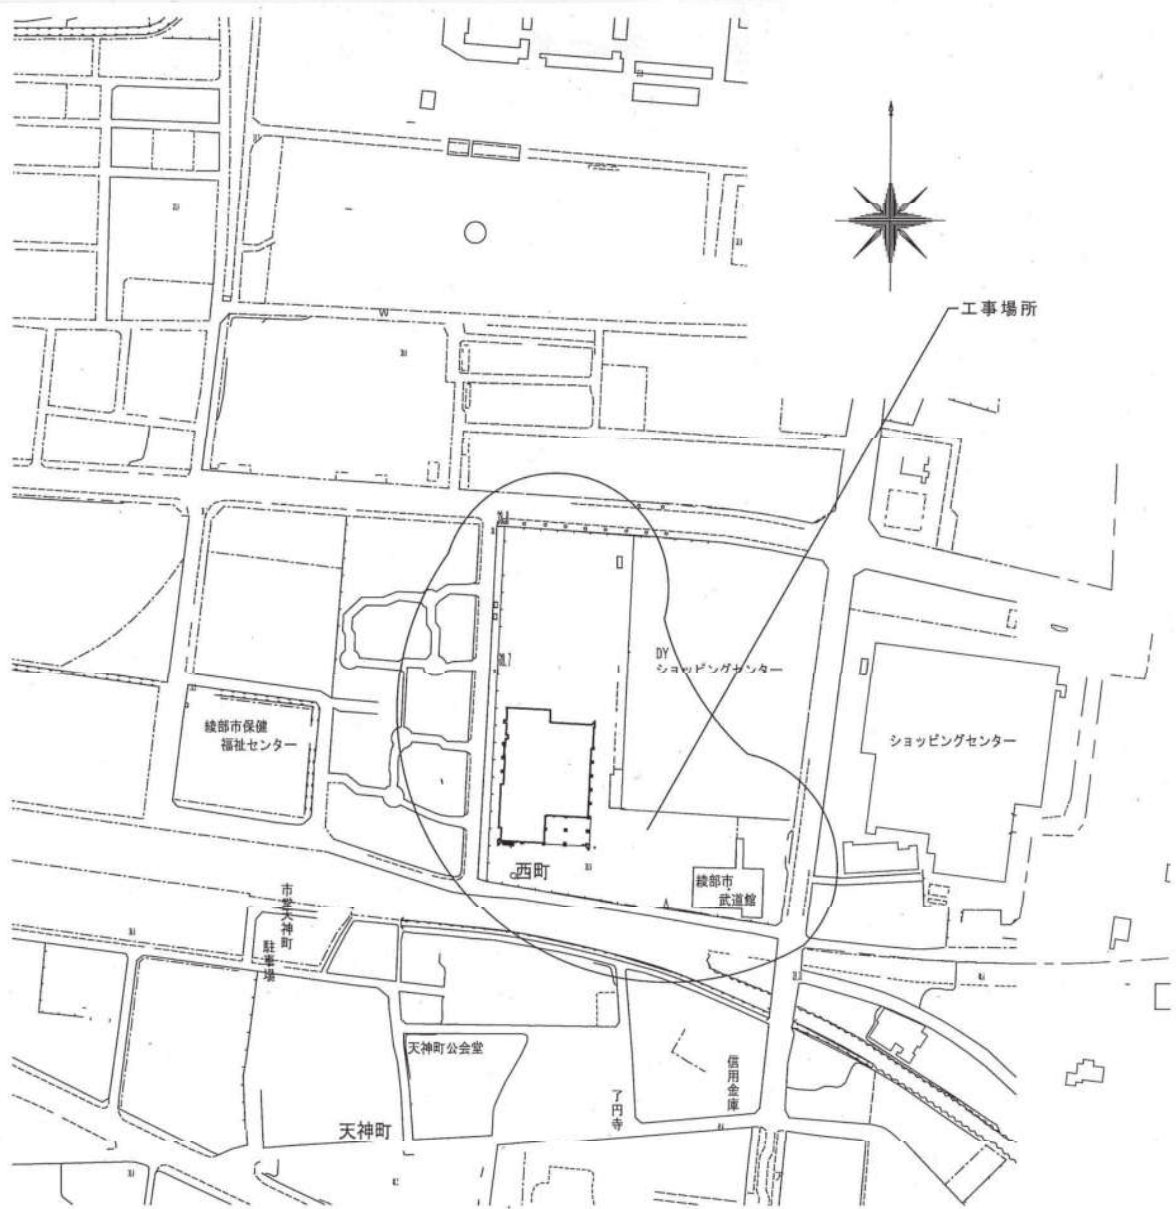 工事場所
DY
ショッピングセンター
綾部市保健
福祉センター
ショッピングセンター
西町
綾部市
武道館
市営天神町
駐車場
天神町公会堂
信用金庫
了円寺
天神町